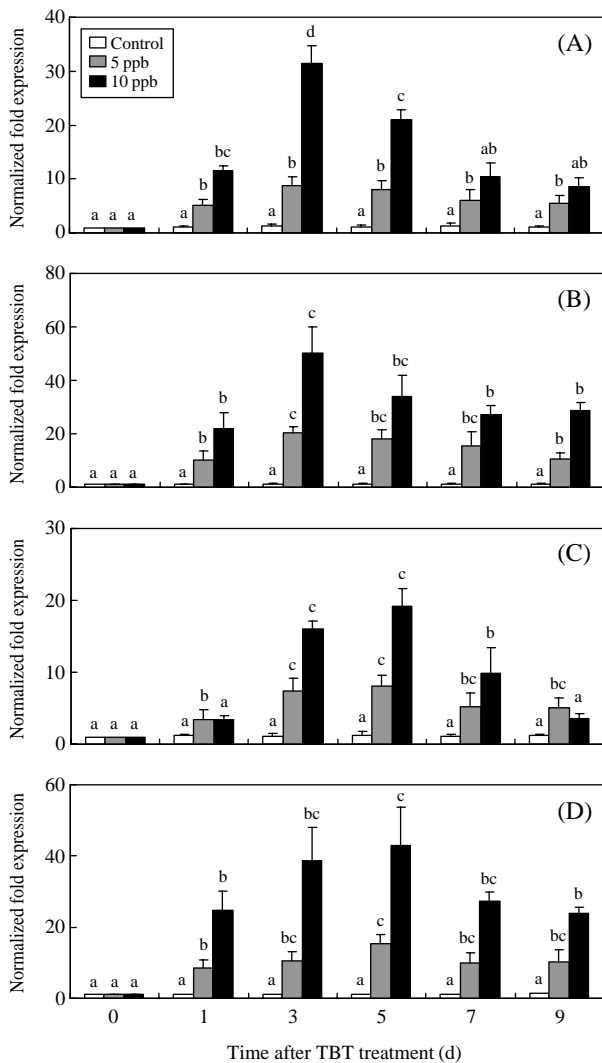 40
(A)
Control
5 ppb
10 ppb
d
30
c
20
bc
ab
ab
10
b
b
b
b
b
a a a
a
a
a
a
a
0
Normalized fold expression
80
(B)
60
c
bc
40
b
b
b
c
bc
bc
20
b
b
a a a
a
a
a
a
a
0
Normalized fold expression
30
(C)
20
c
c
b
10
c
c
bc
bc
b
a
a
a a a
a
a
a
a
a
0
Normalized fold expression
60
(D)
bc
c
40
b
bc
b
20
b
bc
c
bc
bc
a a a
a
a
a
a
a
0
Normalized fold expression
0 1 3 5 7 9
Time after TBT treatment (d)